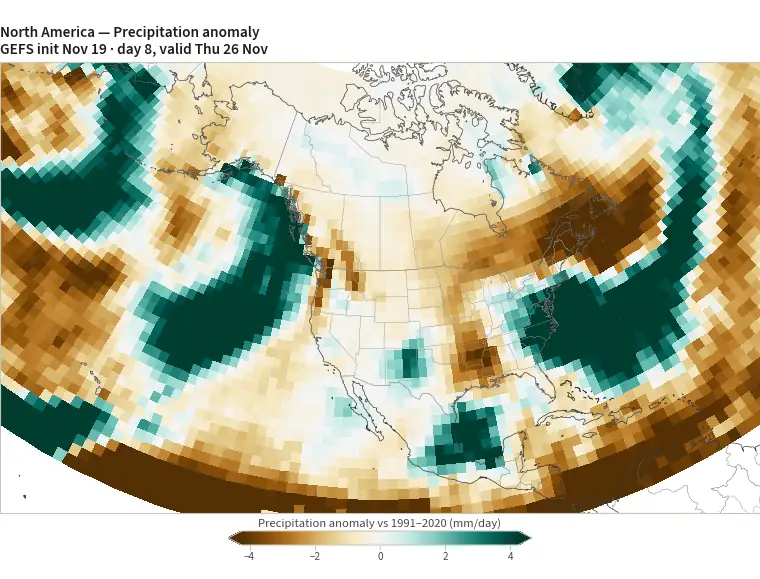 North America — Precipitation anomaly
GEFS init Nov 19 · day 8, valid Thu 26 Nov
Precipitation anomaly vs 1991–2020 (mm/day)
−4 −2 0 2 4